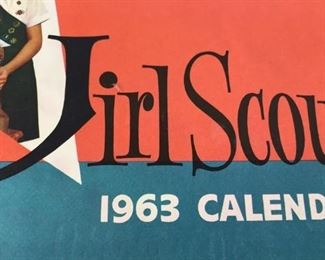 Girl Scou
1963 CALEND